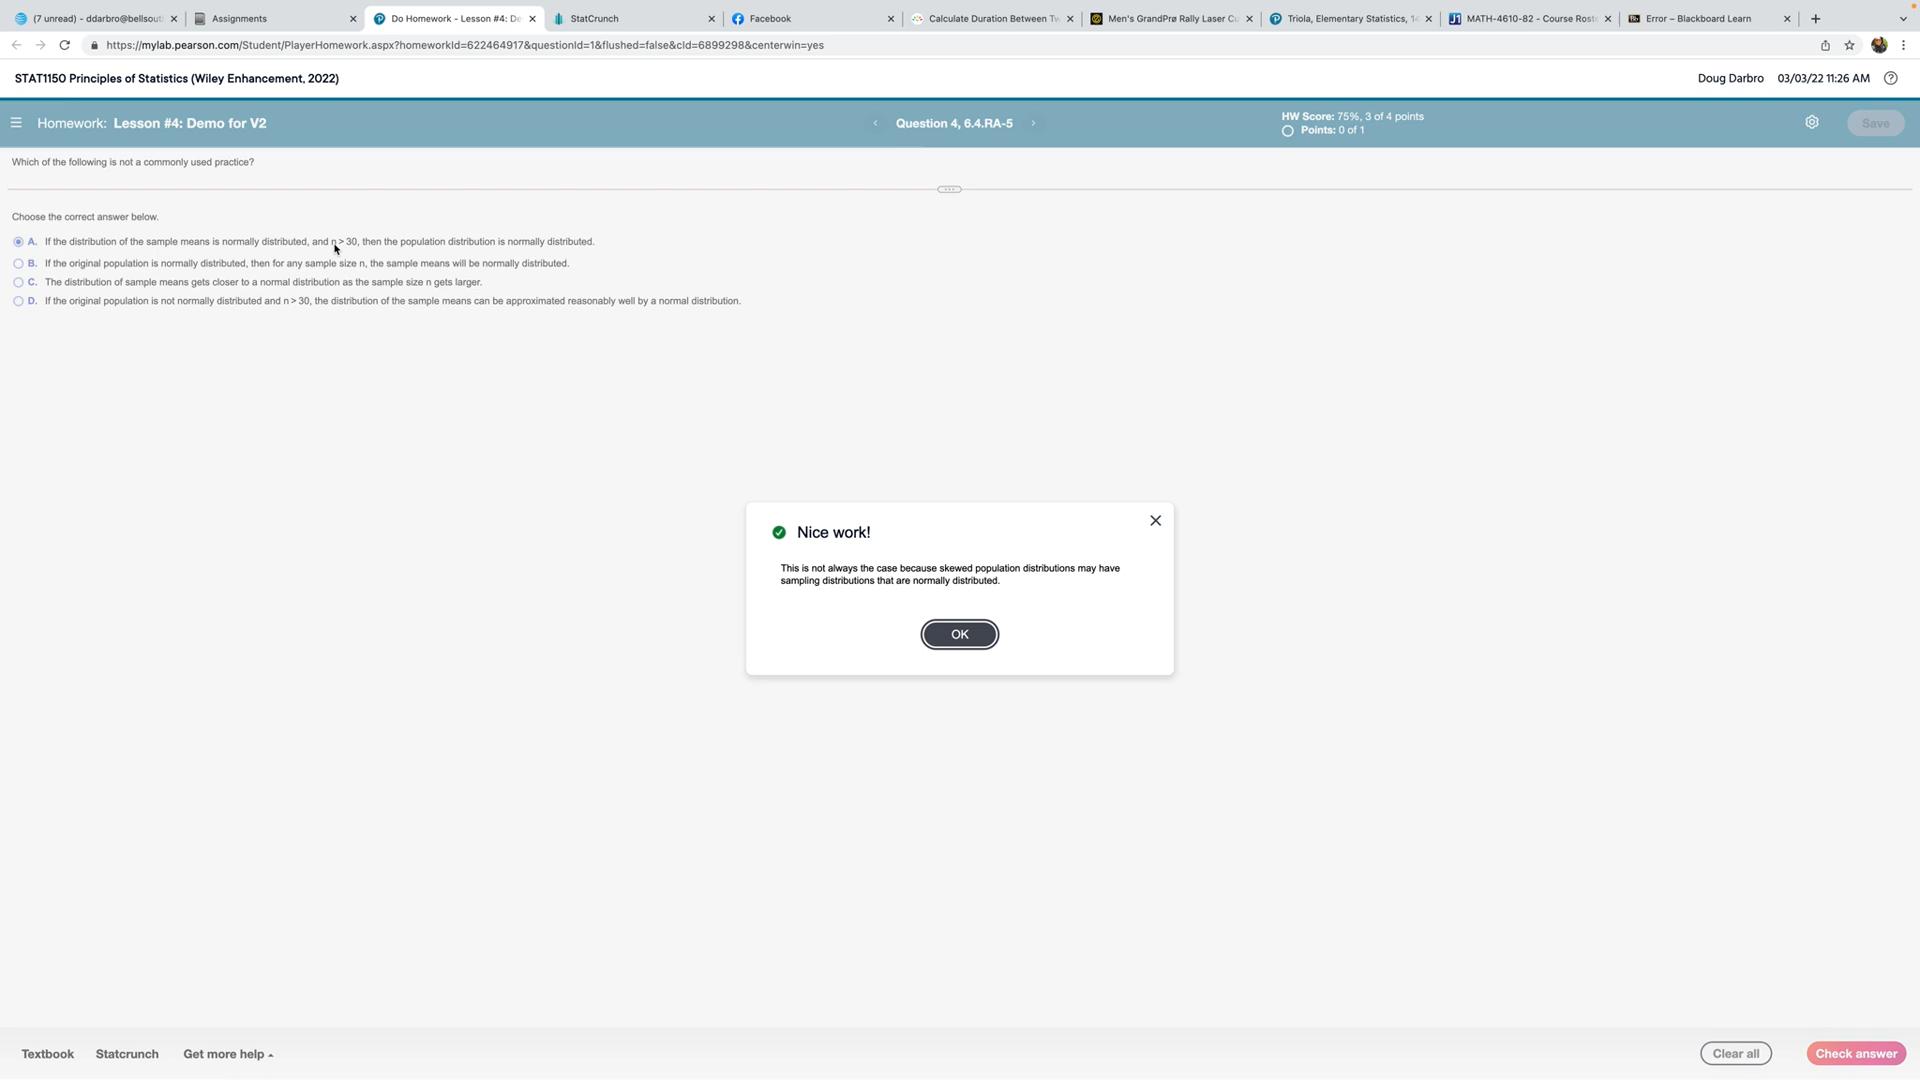 (7 unread) - ddarbro@bellsout
Assignments
Do Homework - Lesson #4: De
StatCrunch
Facebook
Calculate Duration Between Tw
Men's GrandPrø Rally Laser Cu
Triola, Elementary Statistics, 14
MATH-4610-82 - Course Roste
Error – Blackboard Learn
https://mylab.pearson.com/Student/PlayerHomework.aspx?homeworkId=622464917&questionId=1&flushed=false&cId=6899298&centerwin=yes
STAT1150 Principles of Statistics (Wiley Enhancement, 2022)
Doug Darbro 03/03/22 11:26 AM
Homework: Lesson #4: Demo for V2
Question 4, 6.4.RA-5
HW Score: 75%, 3 of 4 points
Points: 0 of 1
Save
Which of the following is not a commonly used practice?
Choose the correct answer below.
A. If the distribution of the sample means is normally distributed, and n > 30, then the population distribution is normally distributed.
B. If the original population is normally distributed, then for any sample size n, the sample means will be normally distributed.
C. The distribution of sample means gets closer to a normal distribution as the sample size n gets larger.
D. If the original population is not normally distributed and n > 30, the distribution of the sample means can be approximated reasonably well by a normal distribution.
Nice work!
This is not always the case because skewed population distributions may have
sampling distributions that are normally distributed.
OK
Textbook Statcrunch Get more help
Clear all
Check answer